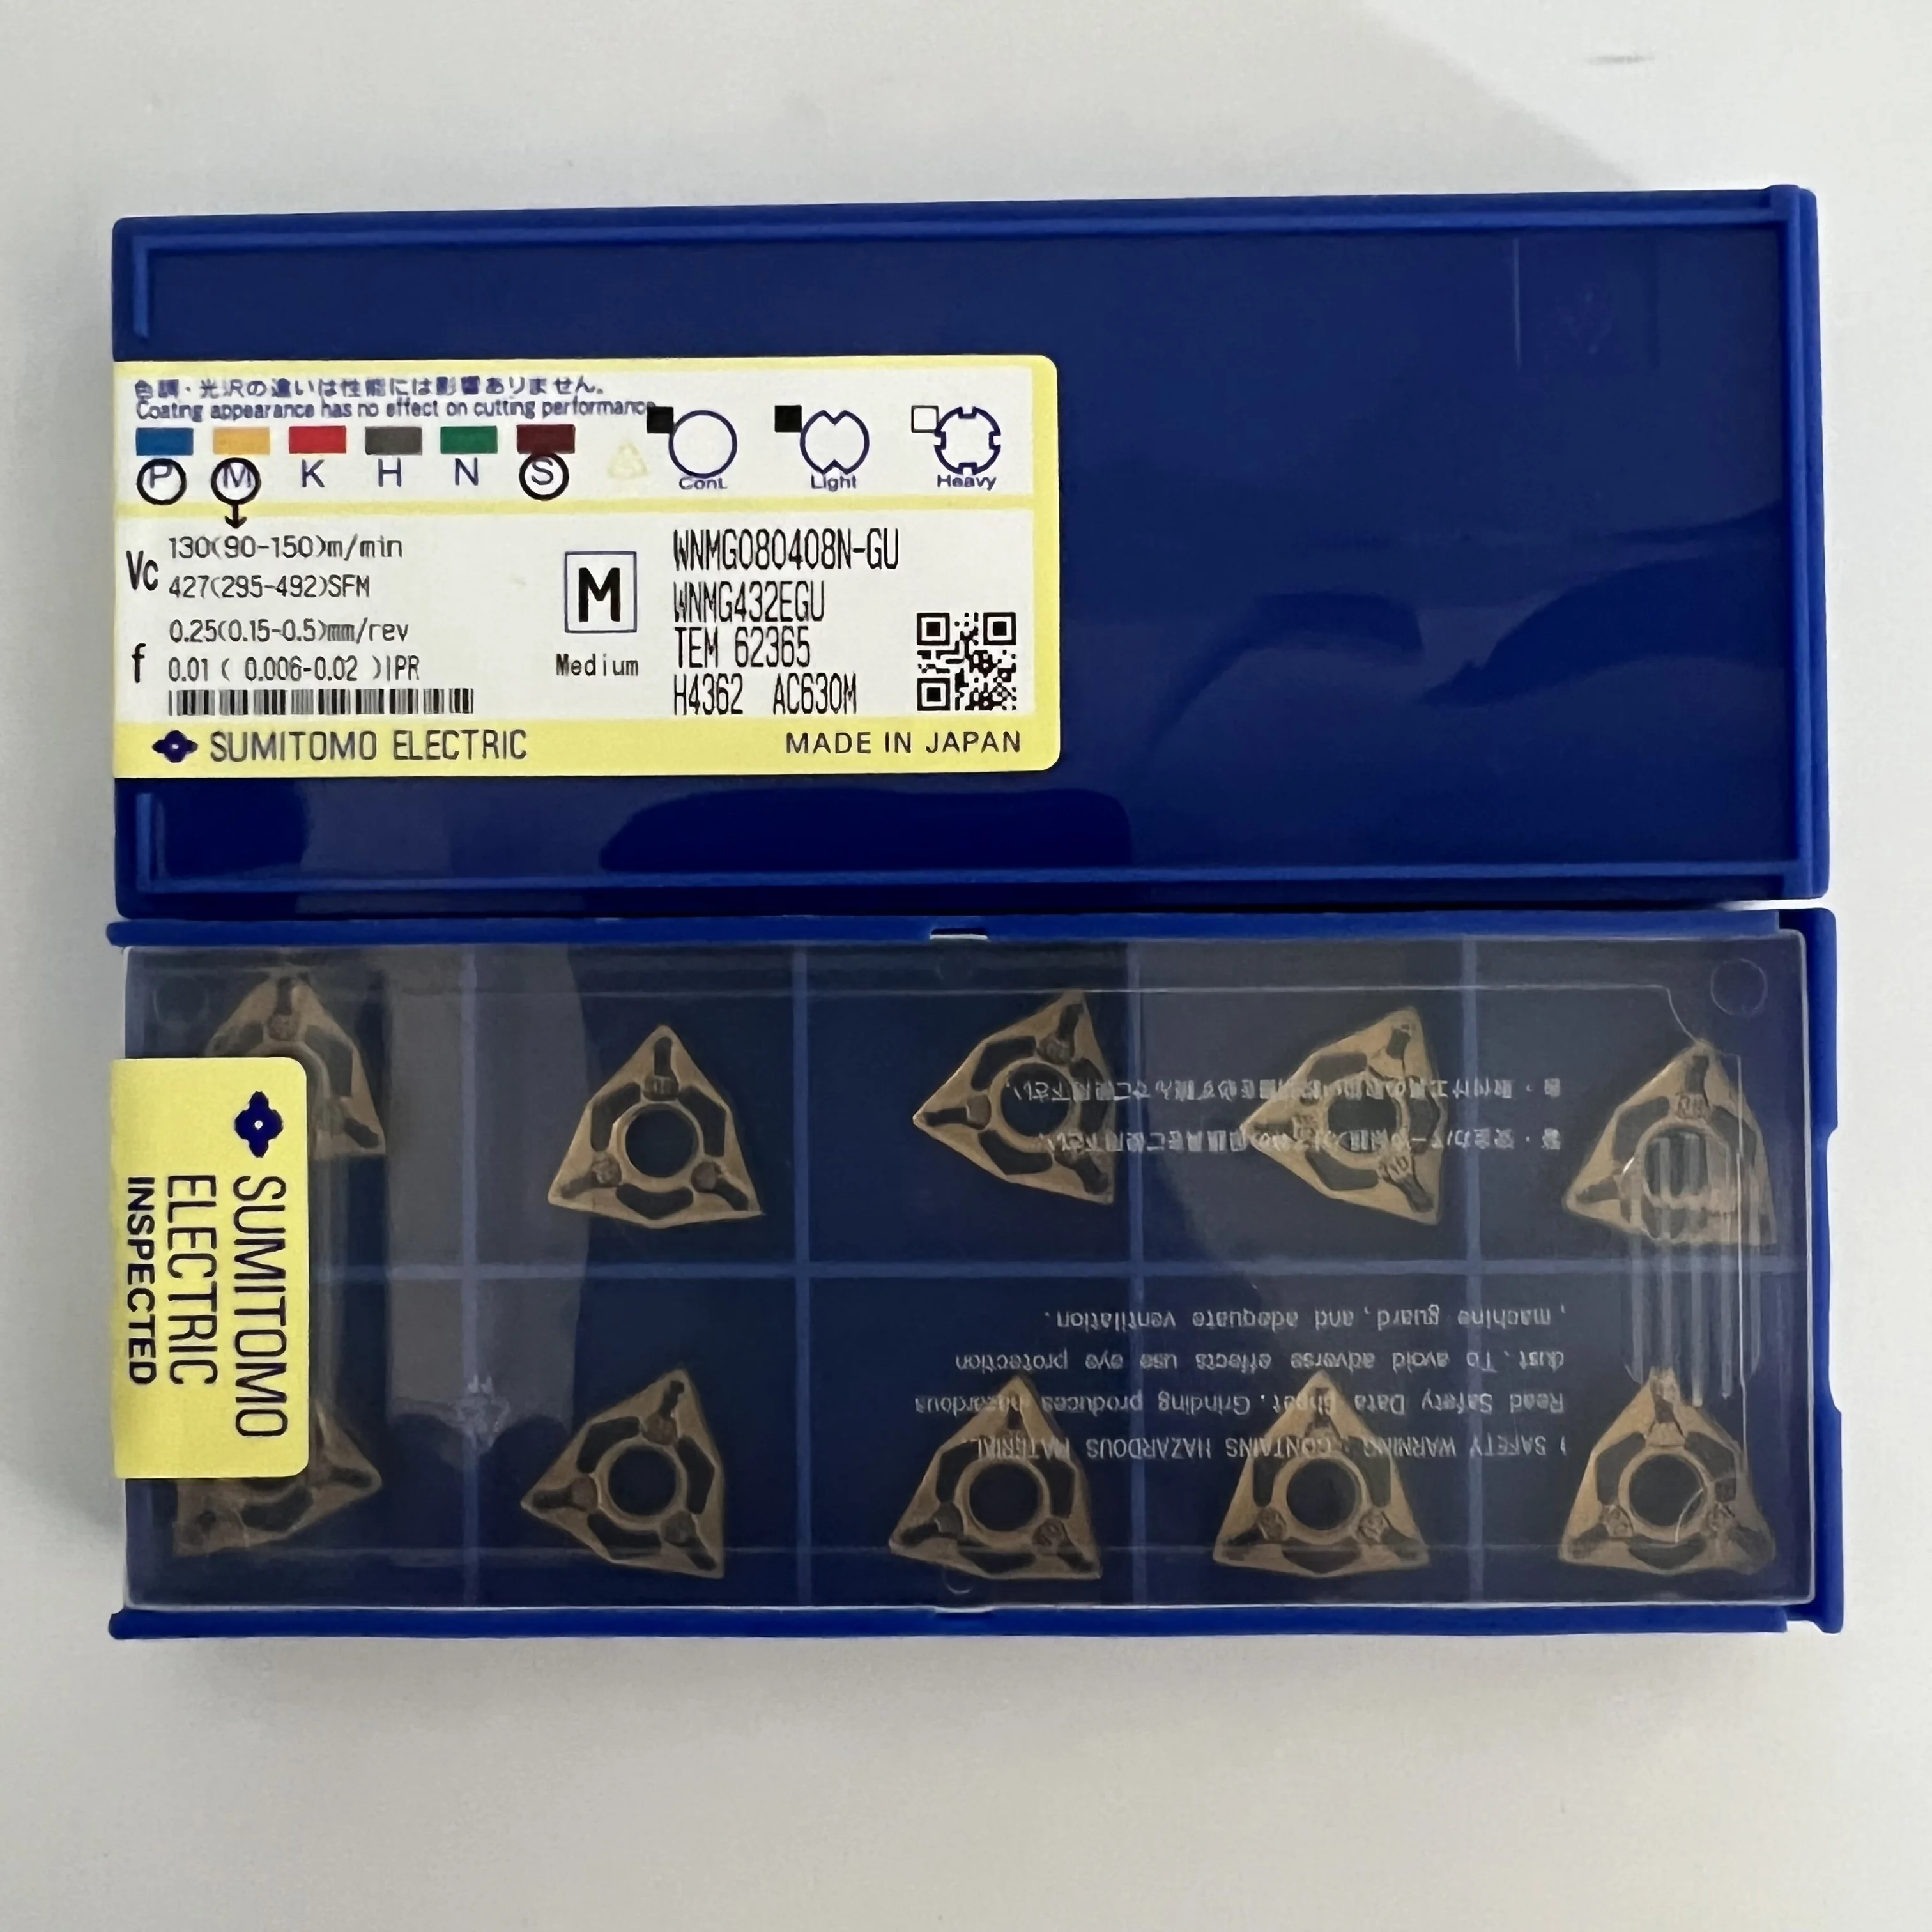 色調・光沢の違いは性能には影響ありません。
Coating appearance has no effect on cutting performance.
P M K H N S
Cont. Light Heavy
Vc 130(90-150)m/min
427(295-492)SFM
f 0.25(0.15-0.5)mm/rev
0.01 ( 0.006-0.02 )IPR
M
Medium
WNMG080408N-GU
WNMG432EGU
TEM 62365
H4362 AC630M
SUMITOMO ELECTRIC
MADE IN JAPAN
SUMITOMO
ELECTRIC
INSPECTED
SAFETY WARNING : CONTAINS HAZARDOUS MATERIAL.
Read Safety Data Sheet. Grinding produces hazardous
dust. To avoid adverse effects use eye protection
, machine guard, and adequate ventilation.